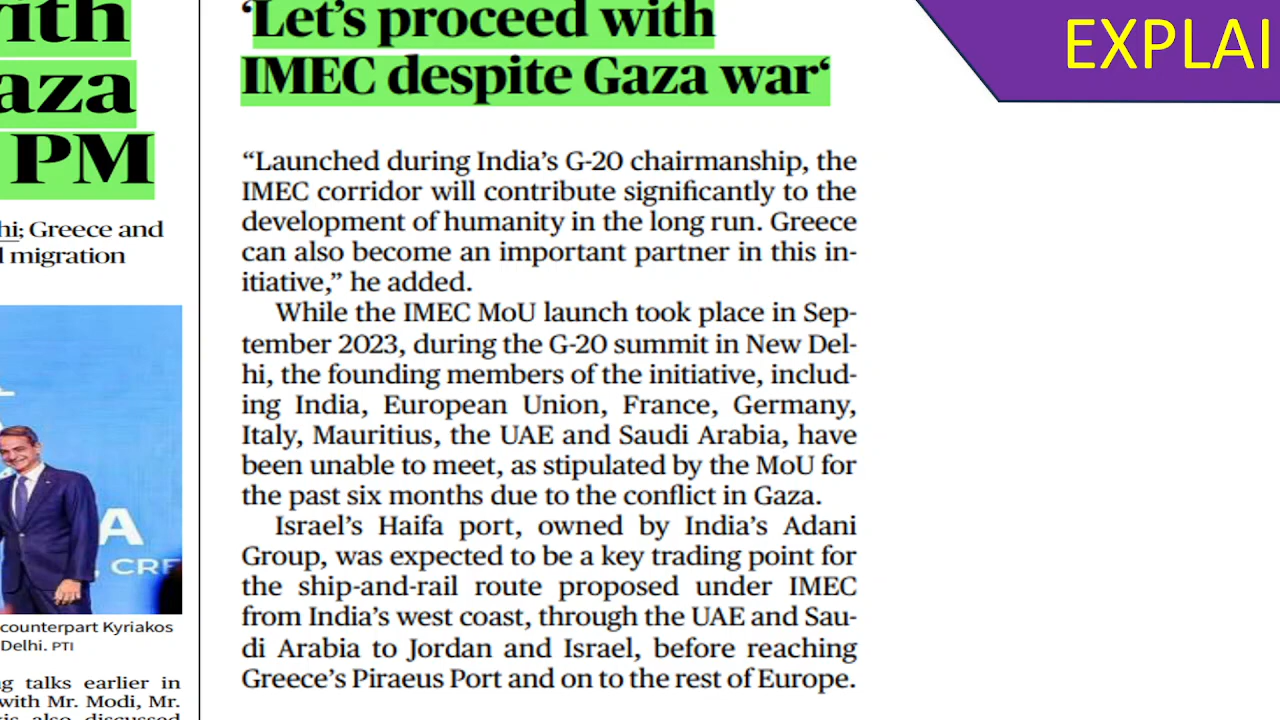 ith
aza
PM
hi; Greece and
migration
A
CRE
counterpart Kyriakos
Delhi. PTI
g talks earlier in
with Mr. Modi, Mr.
also discussed
‘Let’s proceed with
IMEC despite Gaza war‘
“Launched during India’s G-20 chairmanship, the
IMEC corridor will contribute significantly to the
development of humanity in the long run. Greece
can also become an important partner in this in-
itiative,” he added.
While the IMEC MoU launch took place in Sep-
tember 2023, during the G-20 summit in New Del-
hi, the founding members of the initiative, includ-
ing India, European Union, France, Germany,
Italy, Mauritius, the UAE and Saudi Arabia, have
been unable to meet, as stipulated by the MoU for
the past six months due to the conflict in Gaza.
Israel’s Haifa port, owned by India’s Adani
Group, was expected to be a key trading point for
the ship-and-rail route proposed under IMEC
from India’s west coast, through the UAE and Sau-
di Arabia to Jordan and Israel, before reaching
Greece’s Piraeus Port and on to the rest of Europe.
EXPLAI